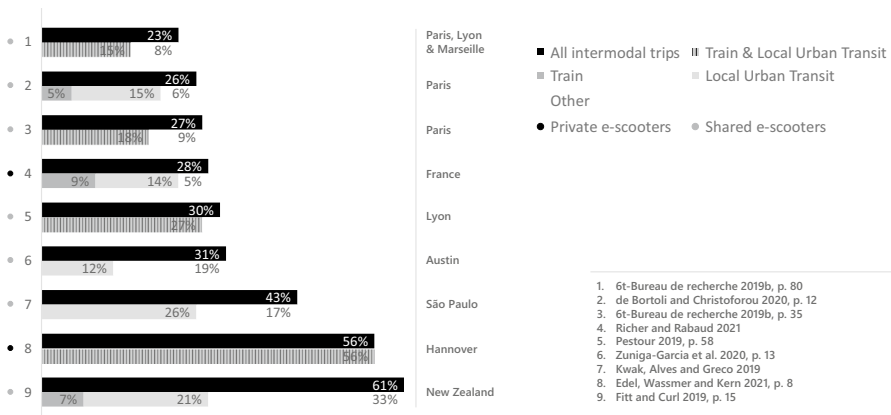 1 23% Paris, Lyon
15% 8% & Marseille
2 26% Paris
5% 15% 6%
3 27% Paris
18% 9%
4 28% France
9% 14% 5%
5 30% Lyon
27%
6 31% Austin
12% 19%
7 43% São Paulo
26% 17%
8 56% Hannover
56%
9 61% New Zealand
7% 21% 33%
All intermodal trips Train & Local Urban Transit
Train Local Urban Transit
Other
Private e-scooters Shared e-scooters
1. 6t-Bureau de recherche 2019b, p. 80
2. de Bortoli and Christoforou 2020, p. 12
3. 6t-Bureau de recherche 2019b, p. 35
4. Richer and Rabaud 2021
5. Pestour 2019, p. 58
6. Zuniga-Garcia et al. 2020, p. 13
7. Kwak, Alves and Greco 2019
8. Edel, Wassmer and Kern 2021, p. 8
9. Fitt and Curl 2019, p. 15